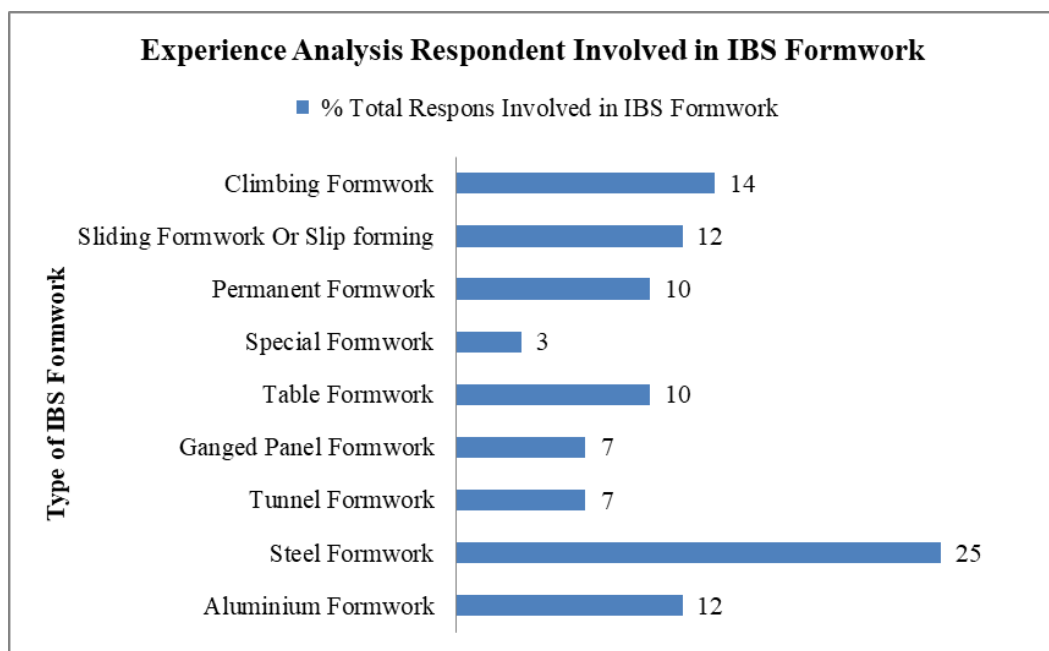 Experience Analysis Respondent Involved in IBS Formwork
% Total Respons Involved in IBS Formwork
Type of IBS Formwork
Climbing Formwork 14
Sliding Formwork Or Slip forming 12
Permanent Formwork 10
Special Formwork 3
Table Formwork 10
Ganged Panel Formwork 7
Tunnel Formwork 7
Steel Formwork 25
Aluminium Formwork 12